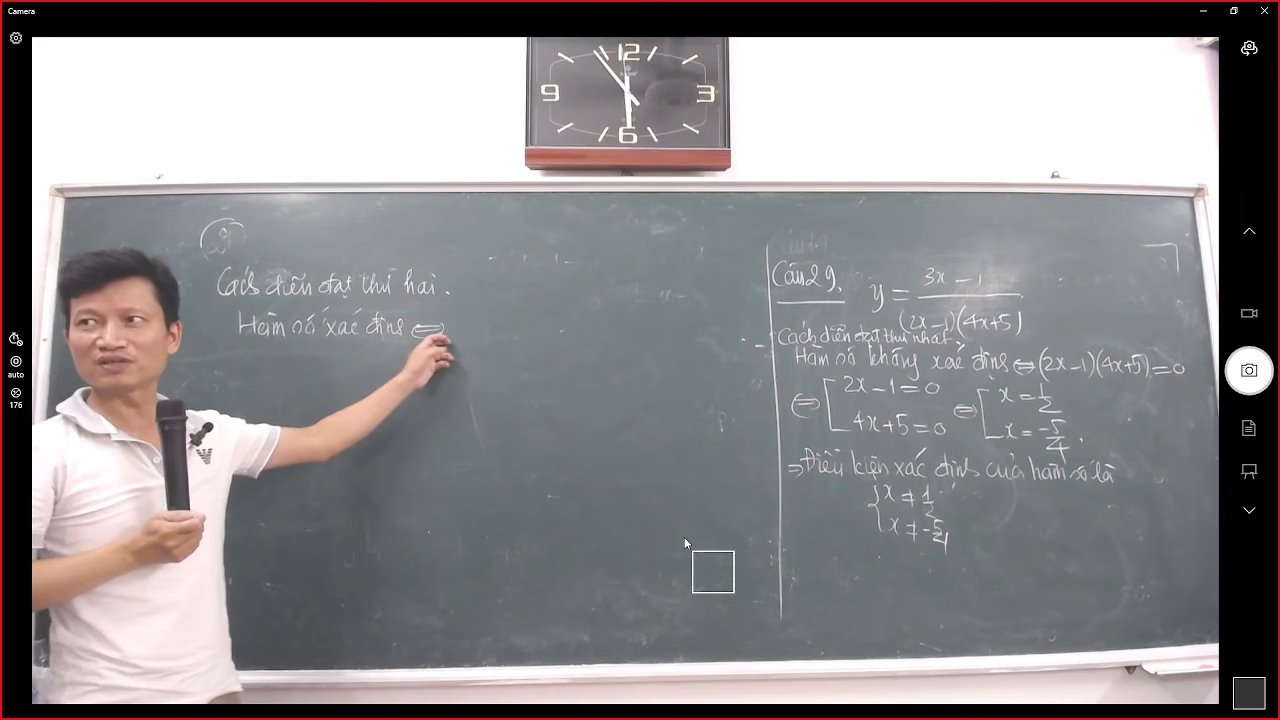 Camera
12
9
3
6
auto
176
Cách diễn đạt thứ hai.
Hàm số xác định ⇔
Câu 29. y = (3x - 1)/((2x-1)(4x+5))
Cách diễn đạt thứ nhất.
Hàm số không xác định ⇔ (2x-1)(4x+5)=0
⇔ [ 2x-1=0 ⇔ [ x = 1/2
4x+5=0 x = -5/4.
⇒ Điều kiện xác định của hàm số là
{ x ≠ 1/2
x ≠ -5/4